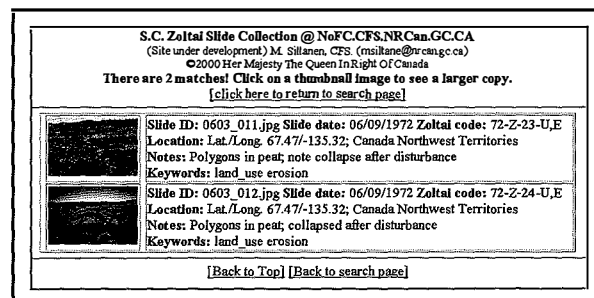 S.C. Zoltai Slide Collection @ NoFC.CFS.NRCan.GC.CA
(Site under development) M. Siltanen, CFS. (msiltane@nrcan.gc.ca)
©2000 Her Majesty The Queen In Right Of Canada
There are 2 matches! Click on a thumbnail image to see a larger copy.
[click here to return to search page]
Slide ID: 0603_011.jpg Slide date: 06/09/1972 Zoltai code: 72-Z-23-U,E
Location: Lat./Long. 67.47/-135.32; Canada Northwest Territories
Notes: Polygons in peat; note collapse after disturbance
Keywords: land_use erosion
Slide ID: 0603_012.jpg Slide date: 06/09/1972 Zoltai code: 72-Z-24-U,E
Location: Lat./Long. 67.47/-135.32; Canada Northwest Territories
Notes: Polygons in peat; collapsed after disturbance
Keywords: land_use erosion
[Back to Top] [Back to search page]